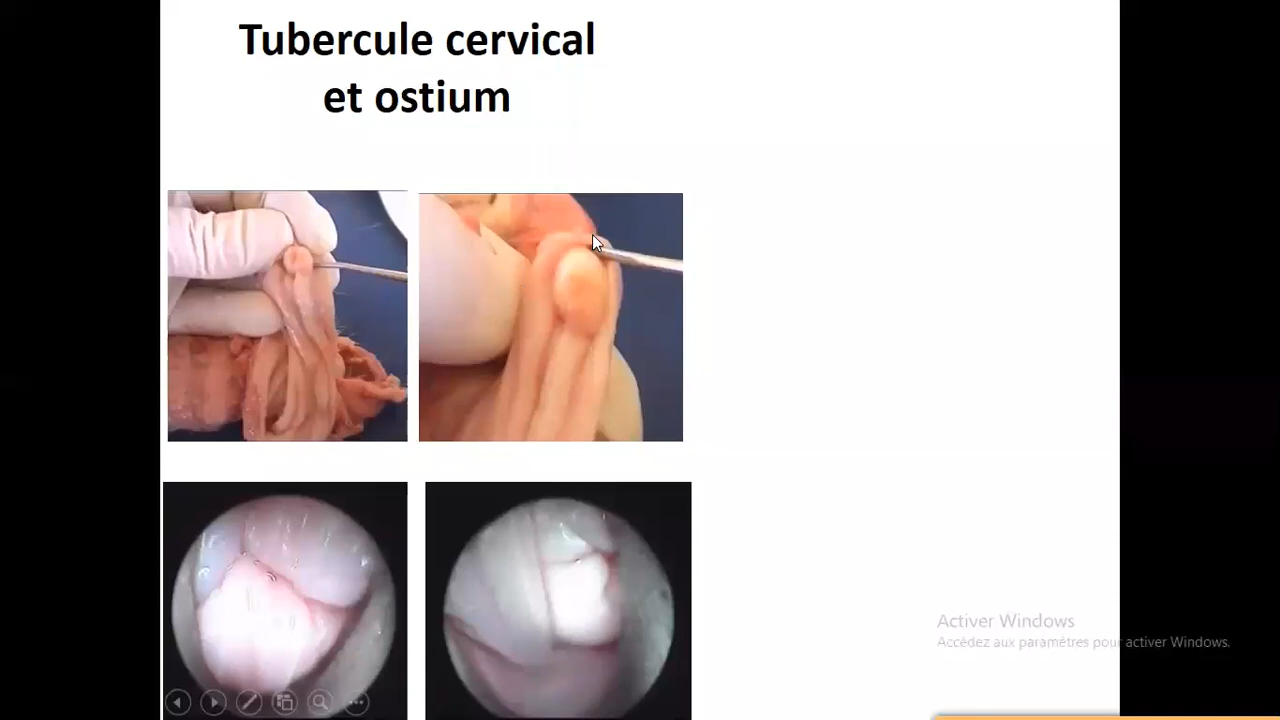 Tubercule cervical
et ostium
Activer Windows
Accédez aux paramètres pour activer Windows.